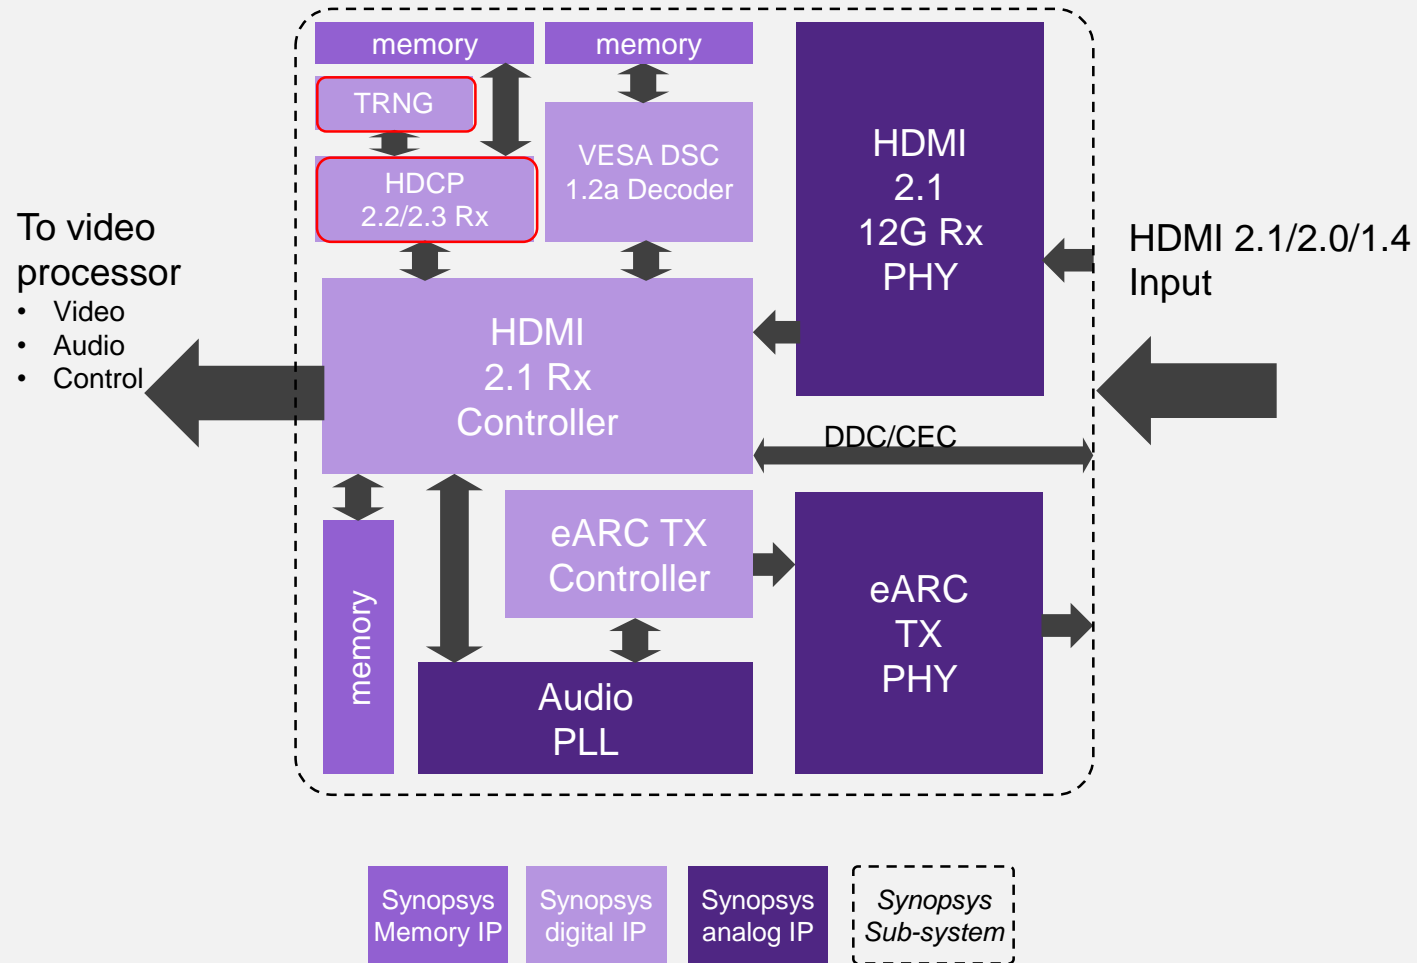 memory
memory
TRNG
HDCP
2.2/2.3 Rx
VESA DSC
1.2a Decoder
HDMI
2.1
12G Rx
PHY
To video
processor
• Video
• Audio
• Control
HDMI 2.1/2.0/1.4
Input
HDMI
2.1 Rx
Controller
DDC/CEC
eARC TX
Controller
memory
eARC
TX
PHY
Audio
PLL
Synopsys
Memory IP
Synopsys
digital IP
Synopsys
analog IP
Synopsys
Sub-system